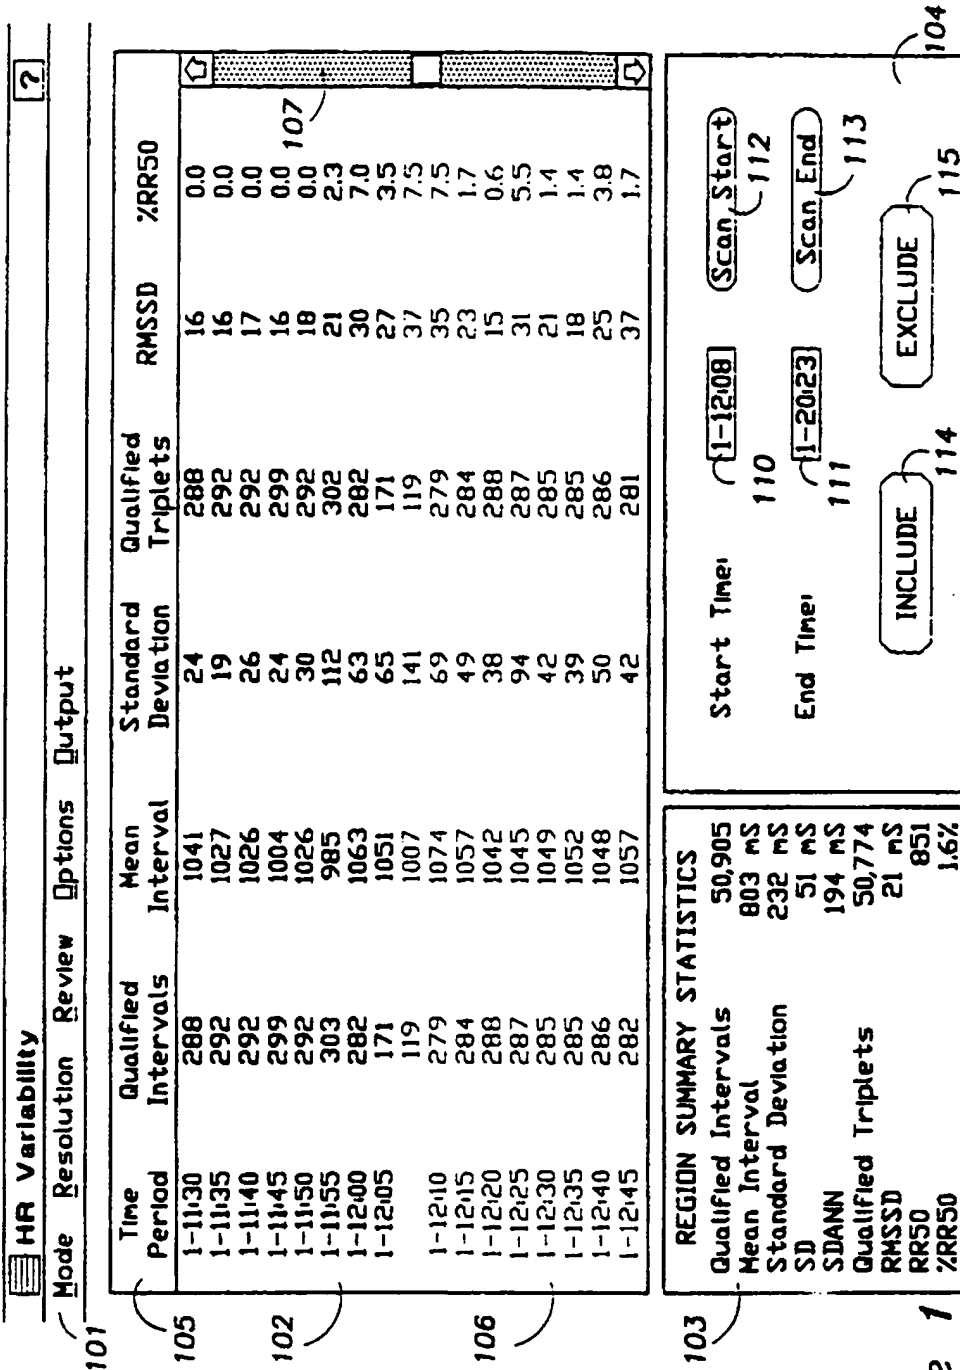 HR Variability ?
Mode Resolution Review Options Output
101
Time Period Qualified Intervals Mean Interval Standard Deviation Qualified Triplets RMSSD %RR50
1-11:30 288 1041 24 288 16 0.0
1-11:35 292 1027 19 292 16 0.0
1-11:40 292 1026 26 292 17 0.0
1-11:45 299 1004 24 299 16 0.0
1-11:50 292 1026 30 292 18 0.0
1-11:55 303 985 112 302 21 2.3
1-12:00 282 1063 63 282 30 7.0
1-12:05 171 1051 65 171 27 3.5
119 1007 141 119 37 7.5
1-12:10 279 1074 69 279 35 7.5
1-12:15 284 1057 49 284 23 1.7
1-12:20 288 1042 38 288 15 0.6
1-12:25 287 1045 94 287 31 5.5
1-12:30 285 1049 42 285 21 1.4
1-12:35 285 1052 39 285 18 1.4
1-12:40 286 1048 50 286 25 3.8
1-12:45 282 1057 42 281 37 1.7
105
102
106
107
REGION SUMMARY STATISTICS
Qualified Intervals 50,905
Mean Interval 803 mS
Standard Deviation 232 mS
SD 51 mS
SDANN 194 mS
Qualified Triplets 50,774
RMSSD 21 mS
RR50 851
%RR50 1.6%
103
Start Time: 1-12:08 Scan Start
110 112
End Time: 1-20:23 Scan End
111 113
INCLUDE EXCLUDE
114 115
104
1